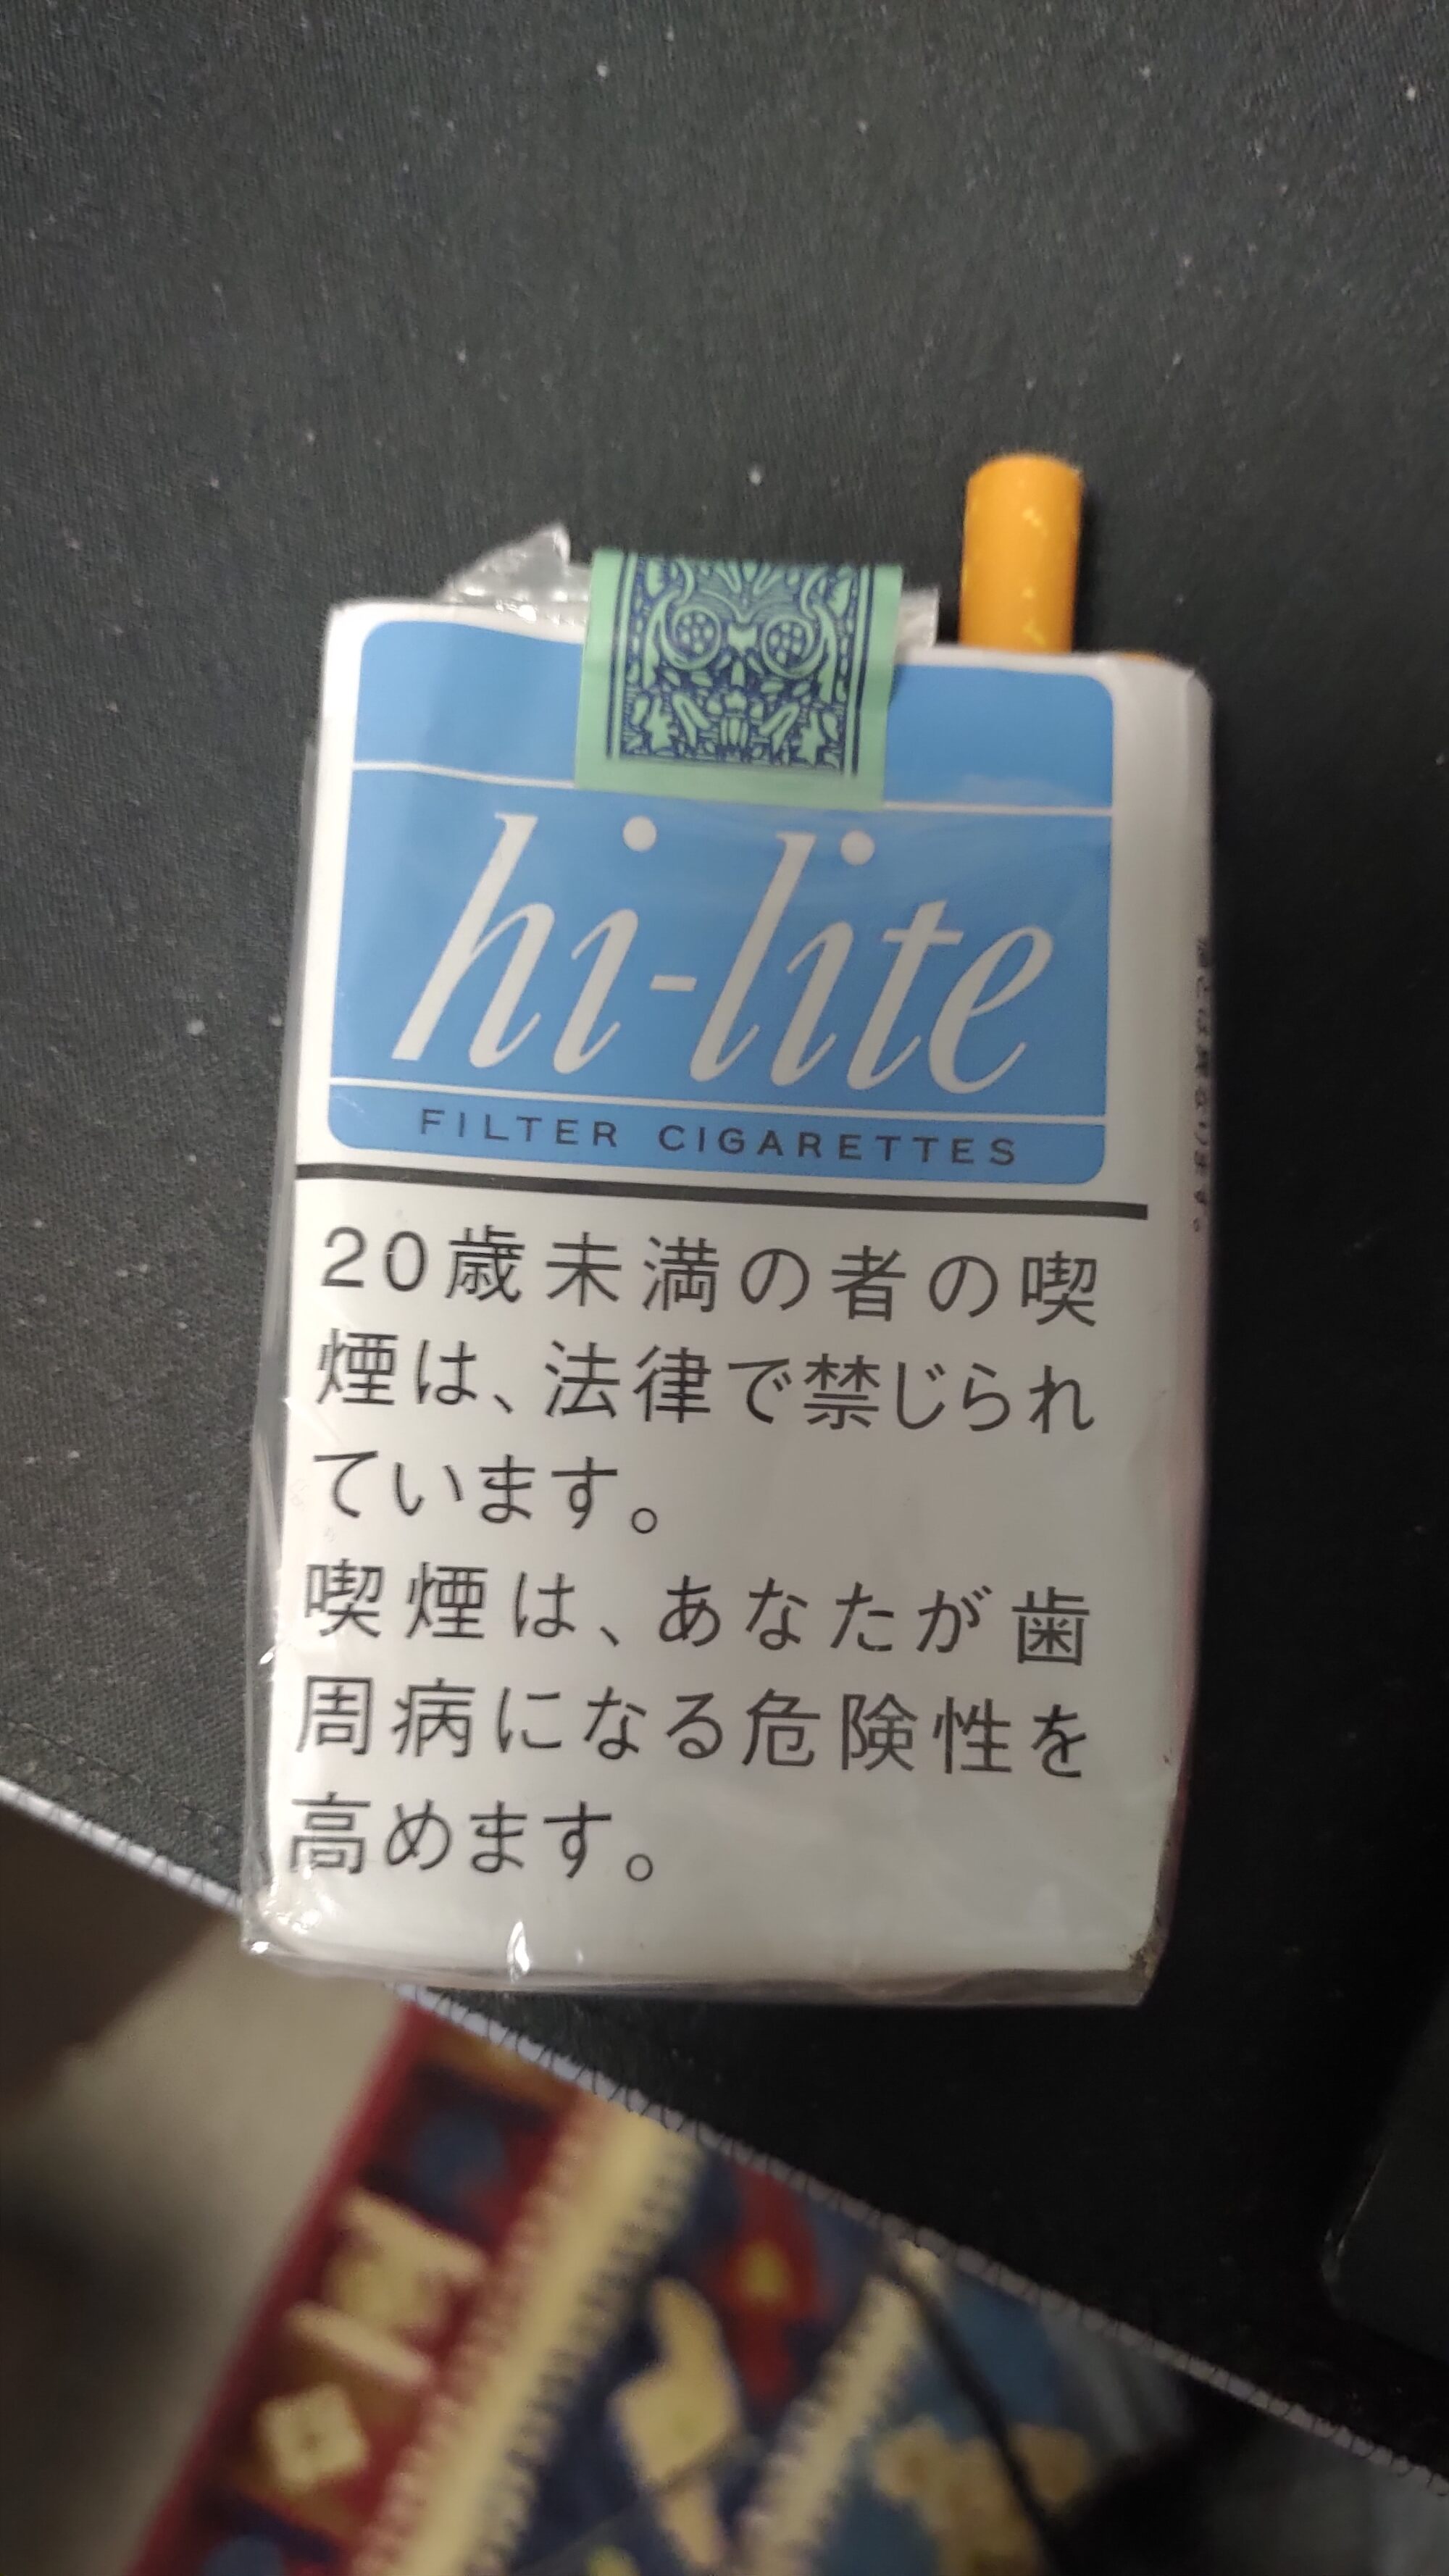 hi-lite
FILTER CIGARETTES
20歳未満の者の喫
煙は、法律で禁じられ
ています。
喫煙は、あなたが歯
周病になる危険性を
高めます。